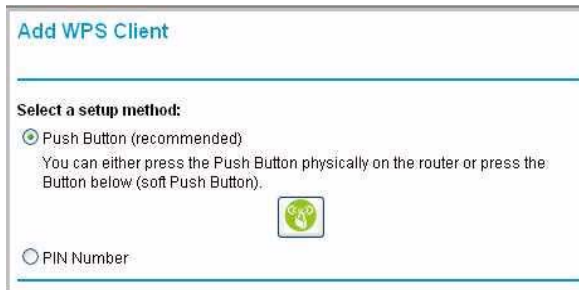 Add WPS Client
Select a setup method:
Push Button (recommended)
You can either press the Push Button physically on the router or press the
Button below (soft Push Button).
PIN Number